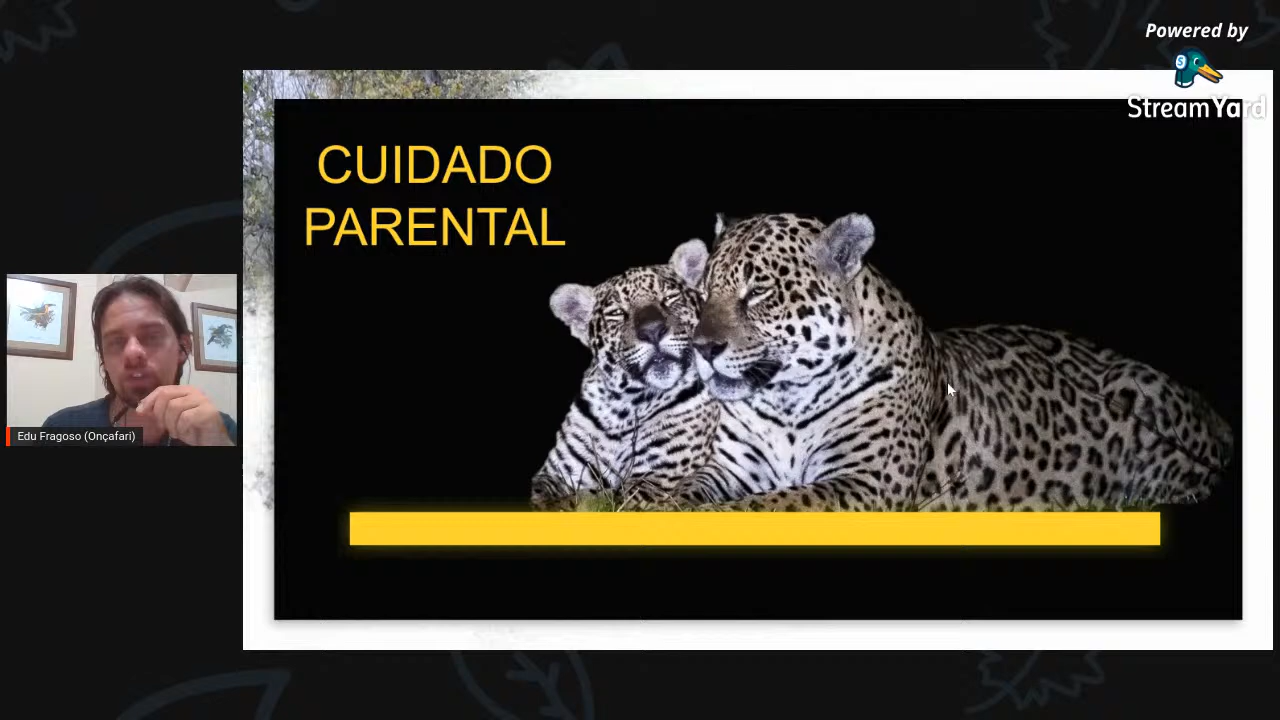 Powered by
StreamYard
CUIDADO
PARENTAL
Edu Fragoso (Onçafari)